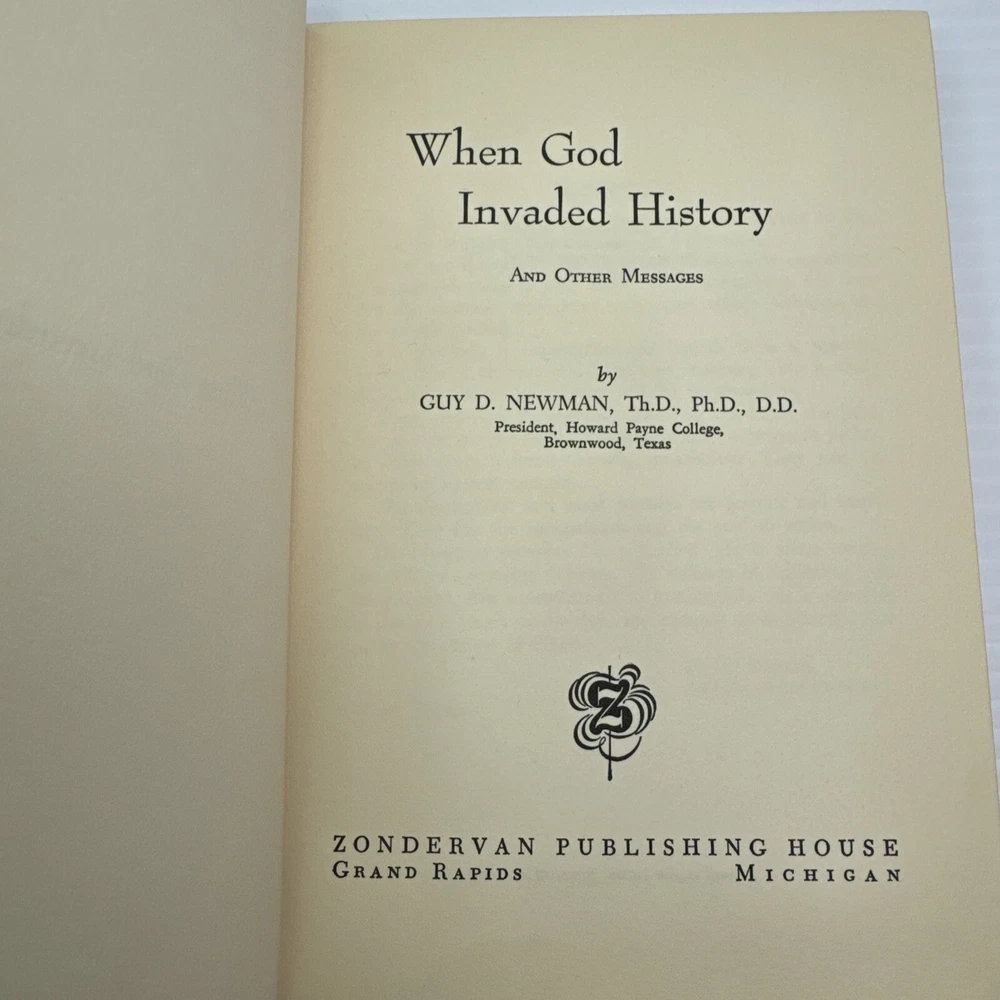 When God
Invaded History
And Other Messages
by
GUY D. NEWMAN, Th.D., Ph.D., D.D.
President, Howard Payne College,
Brownwood, Texas
Z
ZONDERVAN PUBLISHING HOUSE
Grand Rapids Michigan